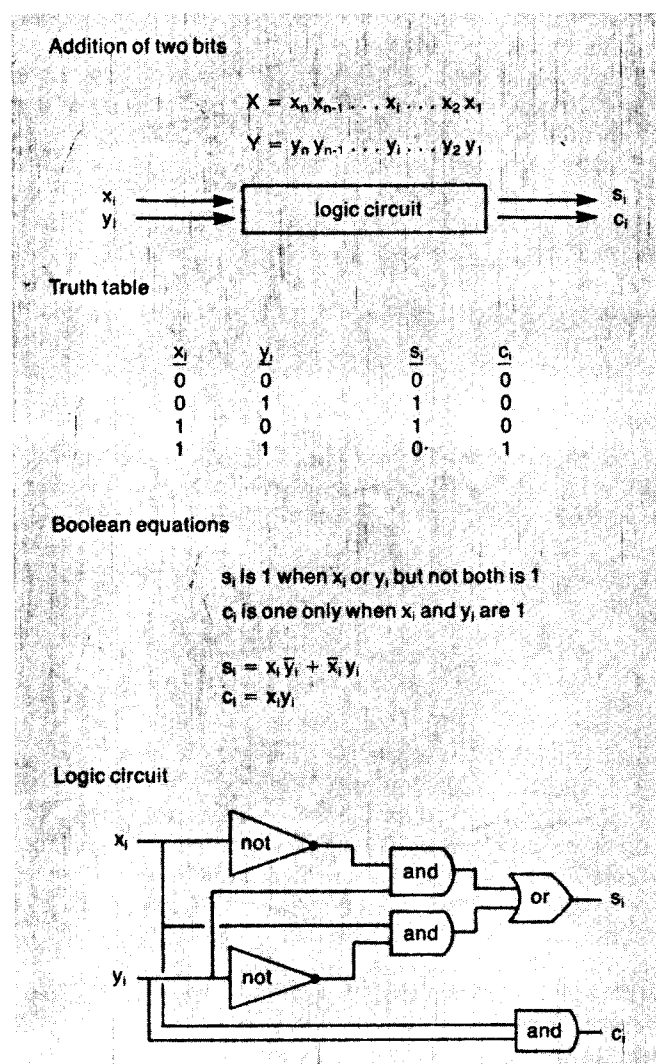 Addition of two bits
X = xₙ xₙ₋₁ . . . xᵢ . . . x₂ x₁
Y = yₙ yₙ₋₁ . . . yᵢ . . . y₂ y₁
xᵢ logic circuit sᵢ
yᵢ cᵢ
Truth table
xᵢ yᵢ sᵢ cᵢ
0 0 0 0
0 1 1 0
1 0 1 0
1 1 0 1
Boolean equations
sᵢ is 1 when xᵢ or yᵢ but not both is 1
cᵢ is one only when xᵢ and yᵢ are 1
sᵢ = xᵢ y̅ᵢ + x̅ᵢ yᵢ
cᵢ = xᵢyᵢ
Logic circuit
xᵢ not
and
or sᵢ
and
yᵢ not
and cᵢ